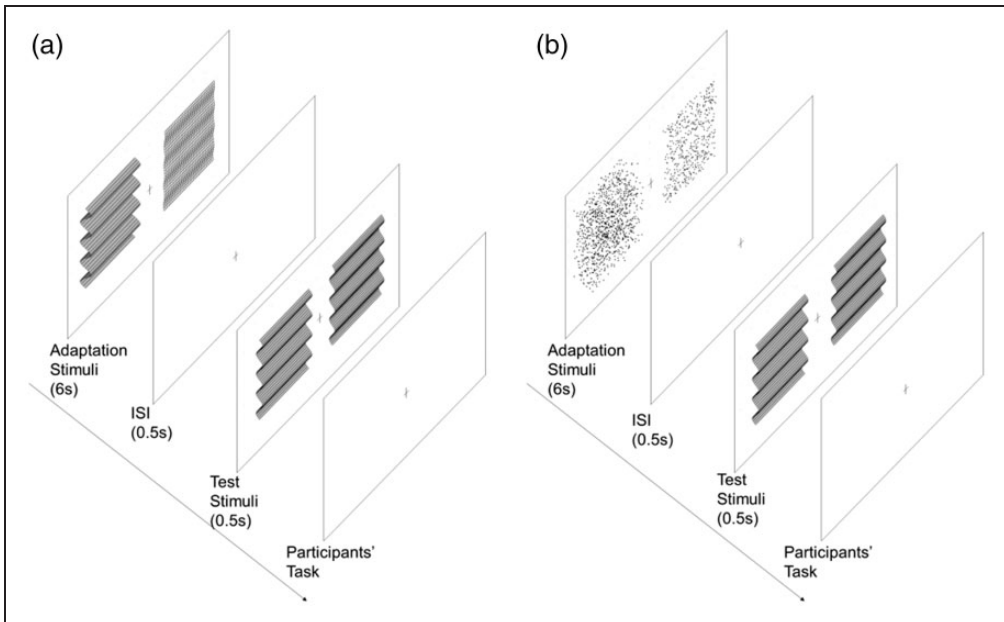 (a)
Adaptation
Stimuli
(6s)
ISI
(0.5s)
Test
Stimuli
(0.5s)
Participants’
Task
(b)
Adaptation
Stimuli
(6s)
ISI
(0.5s)
Test
Stimuli
(0.5s)
Participants’
Task